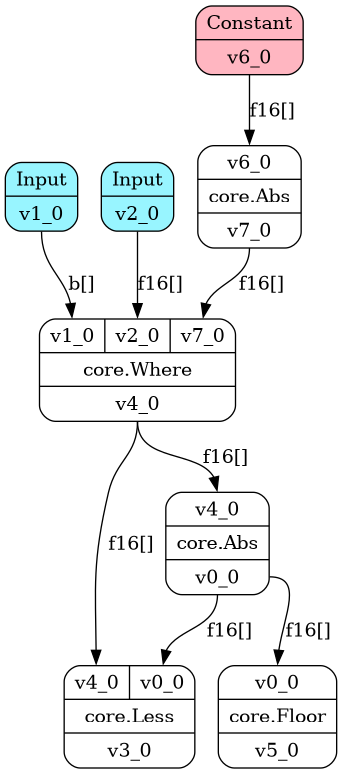 Constant
v6_0
f16[]
v6_0
core.Abs
v7_0
Input
v1_0
Input
v2_0
b[]
f16[]
f16[]
v1_0 v2_0 v7_0
core.Where
v4_0
f16[]
v4_0
core.Abs
v0_0
f16[]
f16[]
f16[]
v4_0 v0_0
core.Less
v3_0
v0_0
core.Floor
v5_0